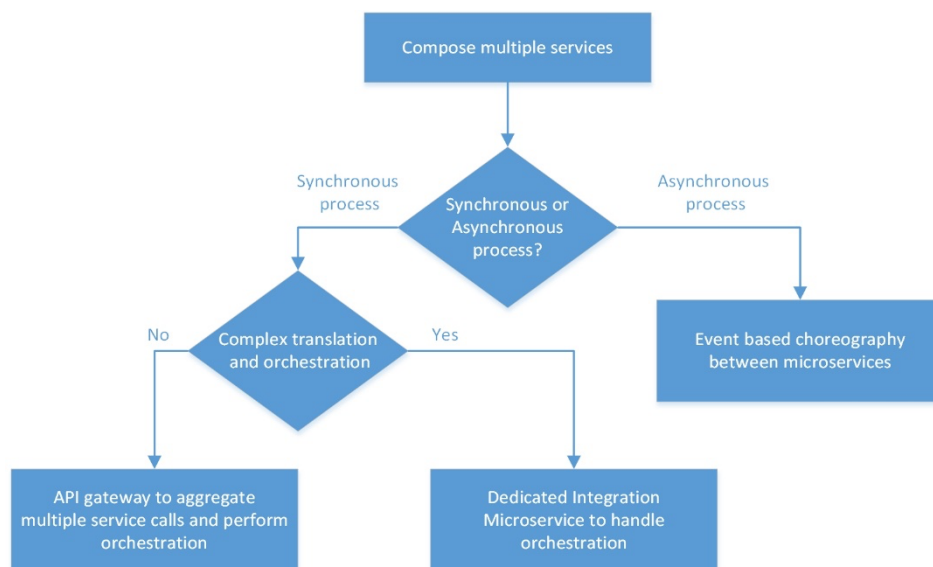 Compose multiple services
Synchronous
process
Asynchronous
process
Synchronous or
Asynchronous
process?
No
Complex translation
and orchestration
Yes
Event based choreography
between microservices
API gateway to aggregate
multiple service calls and perform
orchestration
Dedicated Integration
Microservice to handle
orchestration